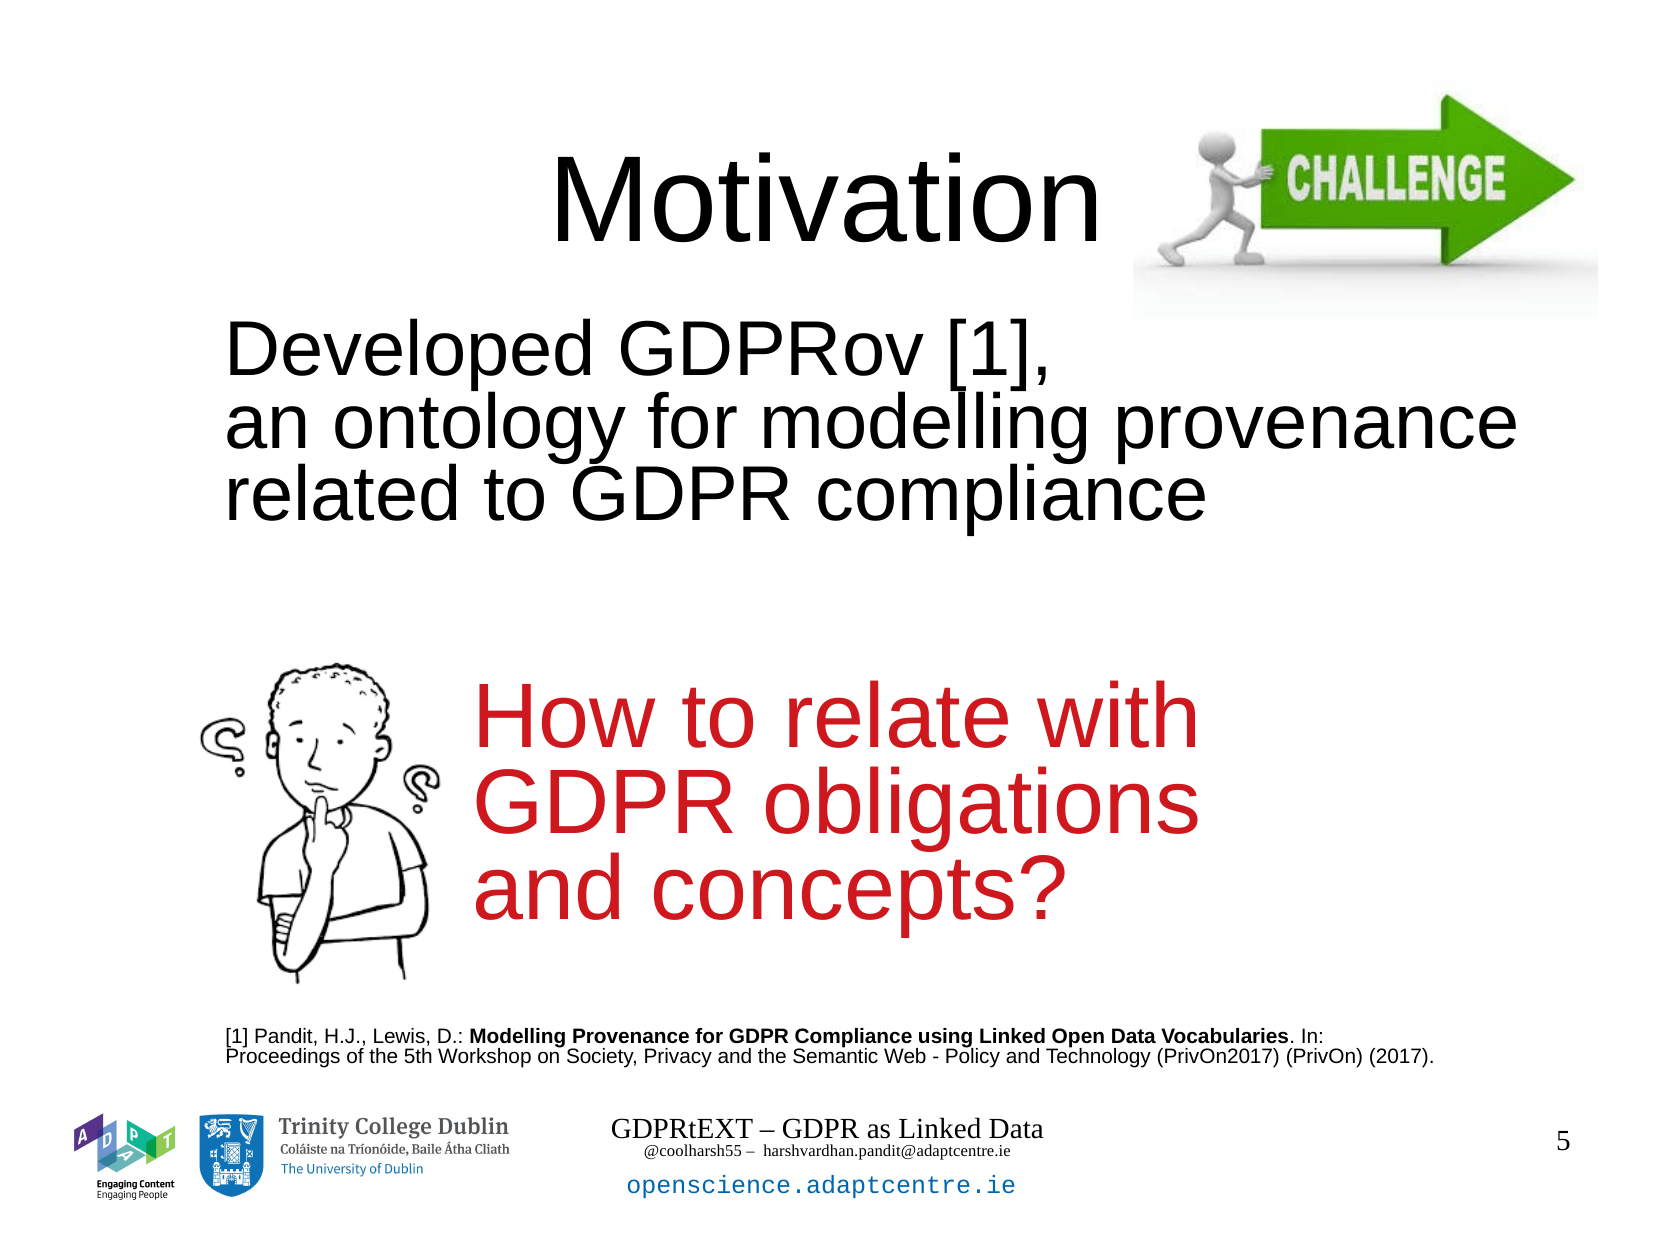 Motivation
CHALLENGE
Developed GDPRov [1],
an ontology for modelling provenance
related to GDPR compliance
How to relate with
GDPR obligations
and concepts?
[1] Pandit, H.J., Lewis, D.: Modelling Provenance for GDPR Compliance using Linked Open Data Vocabularies. In:
Proceedings of the 5th Workshop on Society, Privacy and the Semantic Web - Policy and Technology (PrivOn2017) (PrivOn) (2017).
ADAPT
Engaging Content
Engaging People
Trinity College Dublin
Coláiste na Tríonóide, Baile Átha Cliath
The University of Dublin
GDPRtEXT – GDPR as Linked Data
@coolharsh55 – harshvardhan.pandit@adaptcentre.ie
openscience.adaptcentre.ie
5